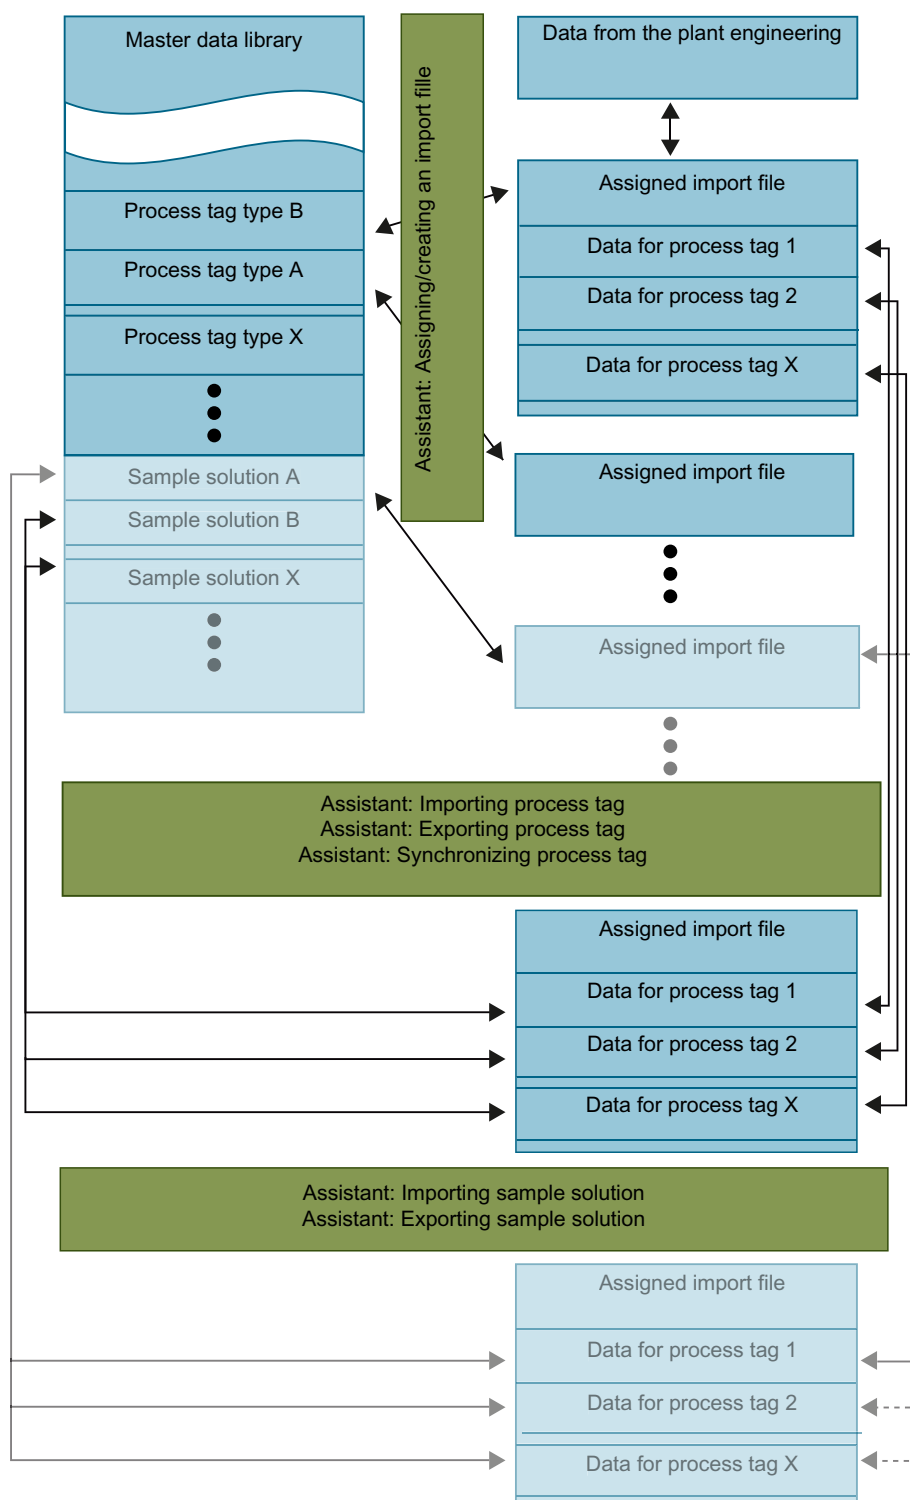 Master data library
Process tag type B
Process tag type A
Process tag type X
Sample solution A
Sample solution B
Sample solution X
Assistant: Assigning/creating an import fille
Data from the plant engineering
Assigned import file
Data for process tag 1
Data for process tag 2
Data for process tag X
Assigned import file
Assigned import file
Assistant: Importing process tag
Assistant: Exporting process tag
Assistant: Synchronizing process tag
Assigned import file
Data for process tag 1
Data for process tag 2
Data for process tag X
Assistant: Importing sample solution
Assistant: Exporting sample solution
Assigned import file
Data for process tag 1
Data for process tag 2
Data for process tag X